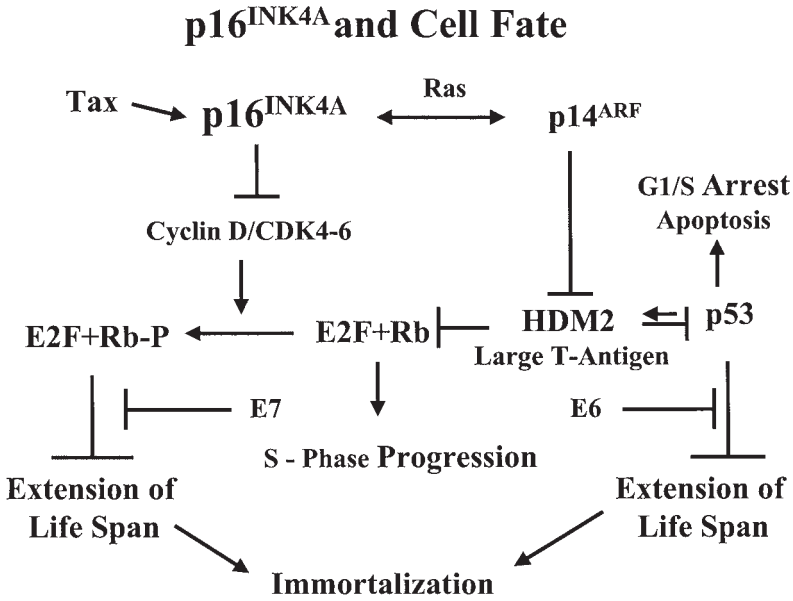 p16INK4A and Cell Fate
Tax
p16INK4A
Ras
p14ARF
G1/S Arrest
Apoptosis
Cyclin D/CDK4-6
E2F+Rb-P
E2F+Rb
HDM2
Large T-Antigen
p53
E7
E6
S - Phase Progression
Extension of
Life Span
Extension of
Life Span
Immortalization